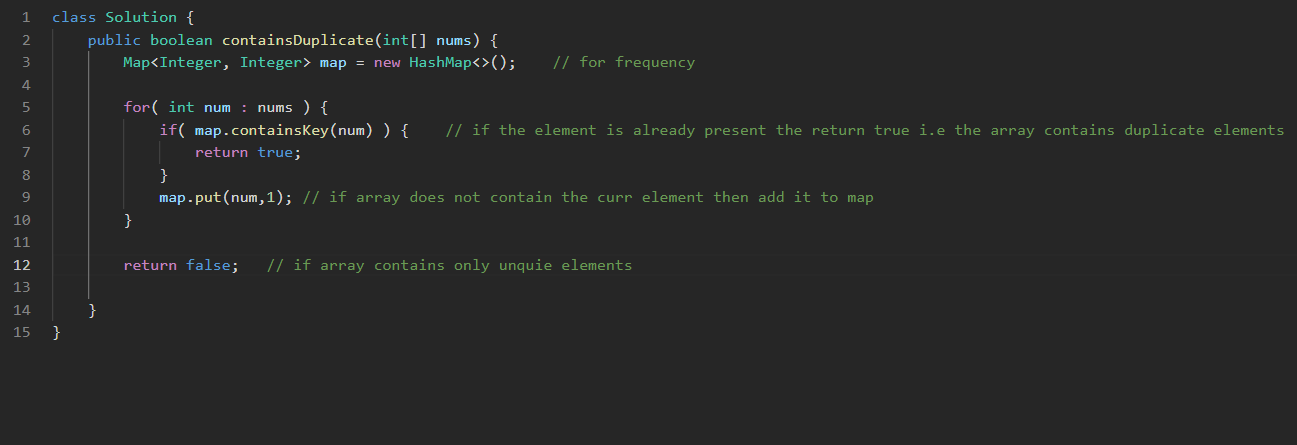 1 class Solution {
2     public boolean containsDuplicate(int[] nums) {
3         Map<Integer, Integer> map = new HashMap<>();    // for frequency
4
5         for( int num : nums ) {
6             if( map.containsKey(num) ) {    // if the element is already present the return true i.e the array contains duplicate elements
7                 return true;
8             }
9             map.put(num,1); // if array does not contain the curr element then add it to map
10         }
11
12         return false;   // if array contains only unquie elements
13
14     }
15 }